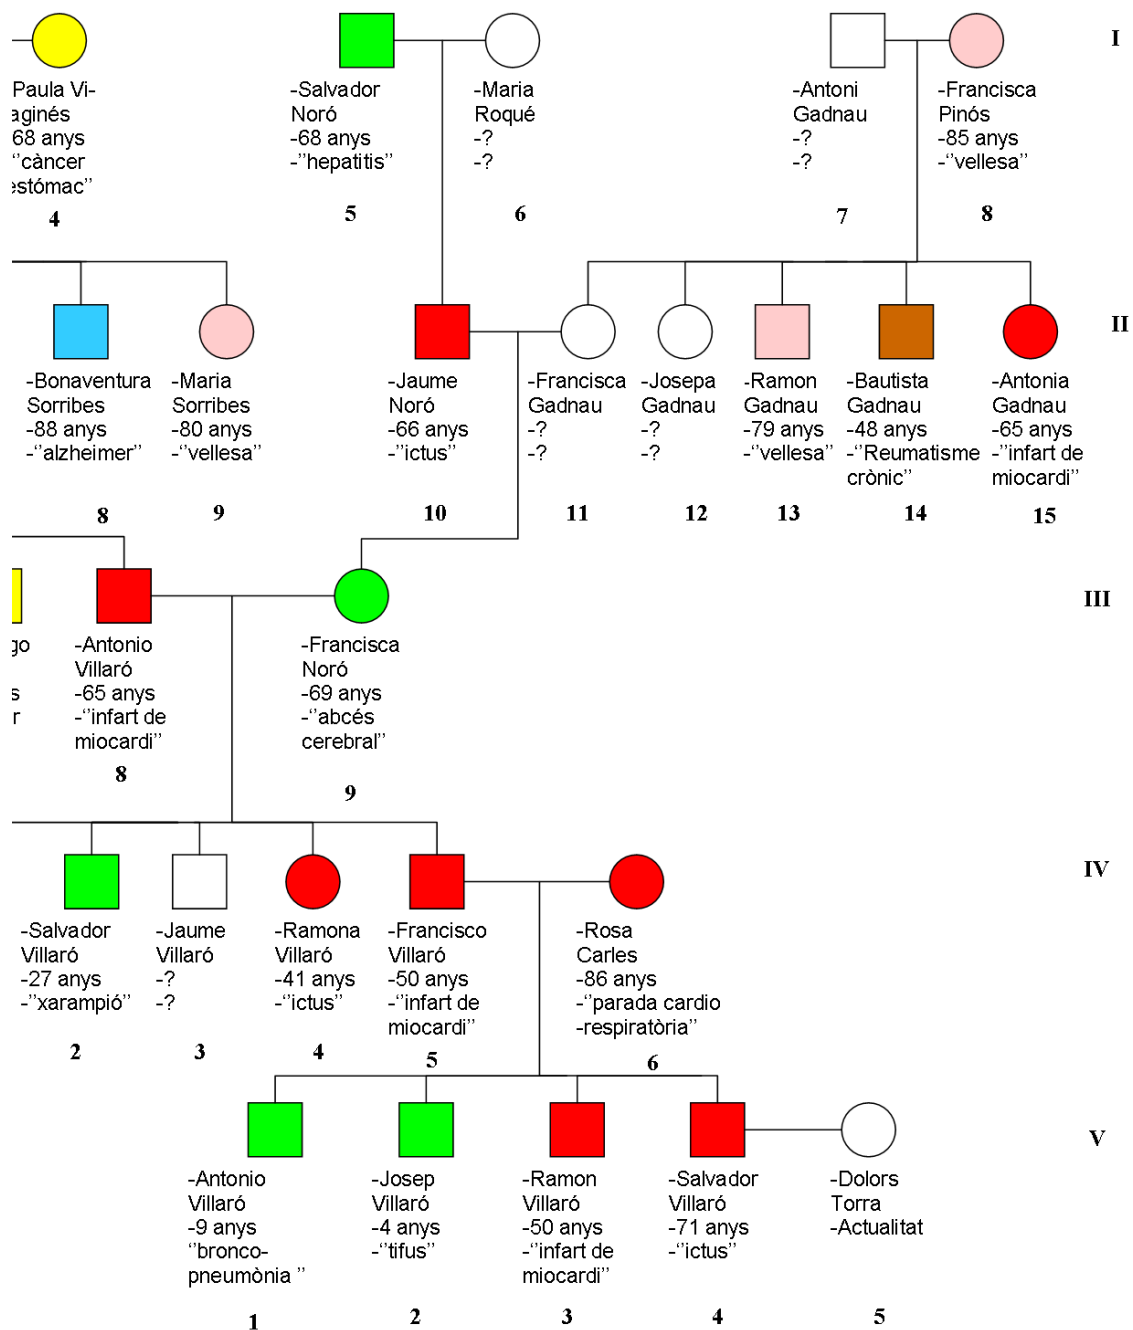 I
-Paula Vi-
aginés
68 anys
"càncer
estómac"
4
-Salvador
Noró
-68 anys
-"hepatitis"
5
-Maria
Roqué
-?
-?
6
-Antoni
Gadnau
-?
-?
7
-Francisca
Pinós
-85 anys
-"vellesa"
8
II
-Bonaventura
Sorribes
-88 anys
-"alzheimer"
8
-Maria
Sorribes
-80 anys
-"vellesa"
9
-Jaume
Noró
-66 anys
-"ictus"
10
-Francisca
Gadnau
-?
-?
11
-Josepa
Gadnau
-?
-?
12
-Ramon
Gadnau
-79 anys
-"vellesa"
13
-Bautista
Gadnau
-48 anys
-"Reumatisme
crònic"
14
-Antonia
Gadnau
-65 anys
-"infart de
miocardi"
15
III
go
s
r
-Antonio
Villaró
-65 anys
-"infart de
miocardi"
8
-Francisca
Noró
-69 anys
-"abcés
cerebral"
9
IV
-Salvador
Villaró
-27 anys
-"xarampió"
2
-Jaume
Villaró
-?
-?
3
-Ramona
Villaró
-41 anys
-"ictus"
4
-Francisco
Villaró
-50 anys
-"infart de
miocardi"
5
-Rosa
Carles
-86 anys
-"parada cardio
-respiratòria"
6
V
-Antonio
Villaró
-9 anys
"bronco-
pneumònia "
1
-Josep
Villaró
-4 anys
-"tifus"
2
-Ramon
Villaró
-50 anys
-"infart de
miocardi"
3
-Salvador
Villaró
-71 anys
-"ictus"
4
-Dolors
Torra
-Actualitat
5